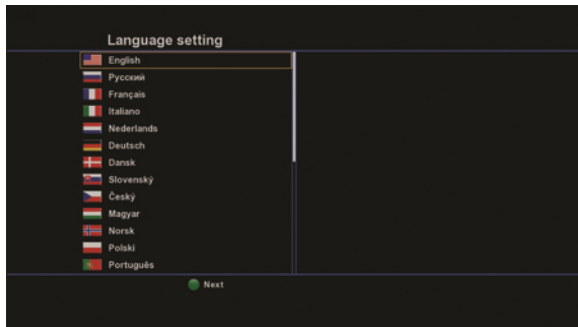 Language setting
English
Русский
Français
Italiano
Nederlands
Deutsch
Dansk
Slovenský
Český
Magyar
Norsk
Polski
Português
Next